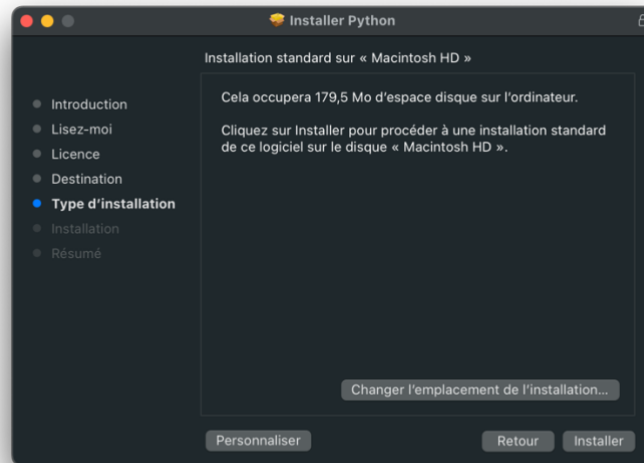 Installer Python
Installation standard sur « Macintosh HD »
Introduction
Lisez-moi
Licence
Destination
Type d’installation
Installation
Résumé
Cela occupera 179,5 Mo d’espace disque sur l’ordinateur.
Cliquez sur Installer pour procéder à une installation standard
de ce logiciel sur le disque « Macintosh HD ».
Changer l’emplacement de l’installation...
Personnaliser
Retour
Installer